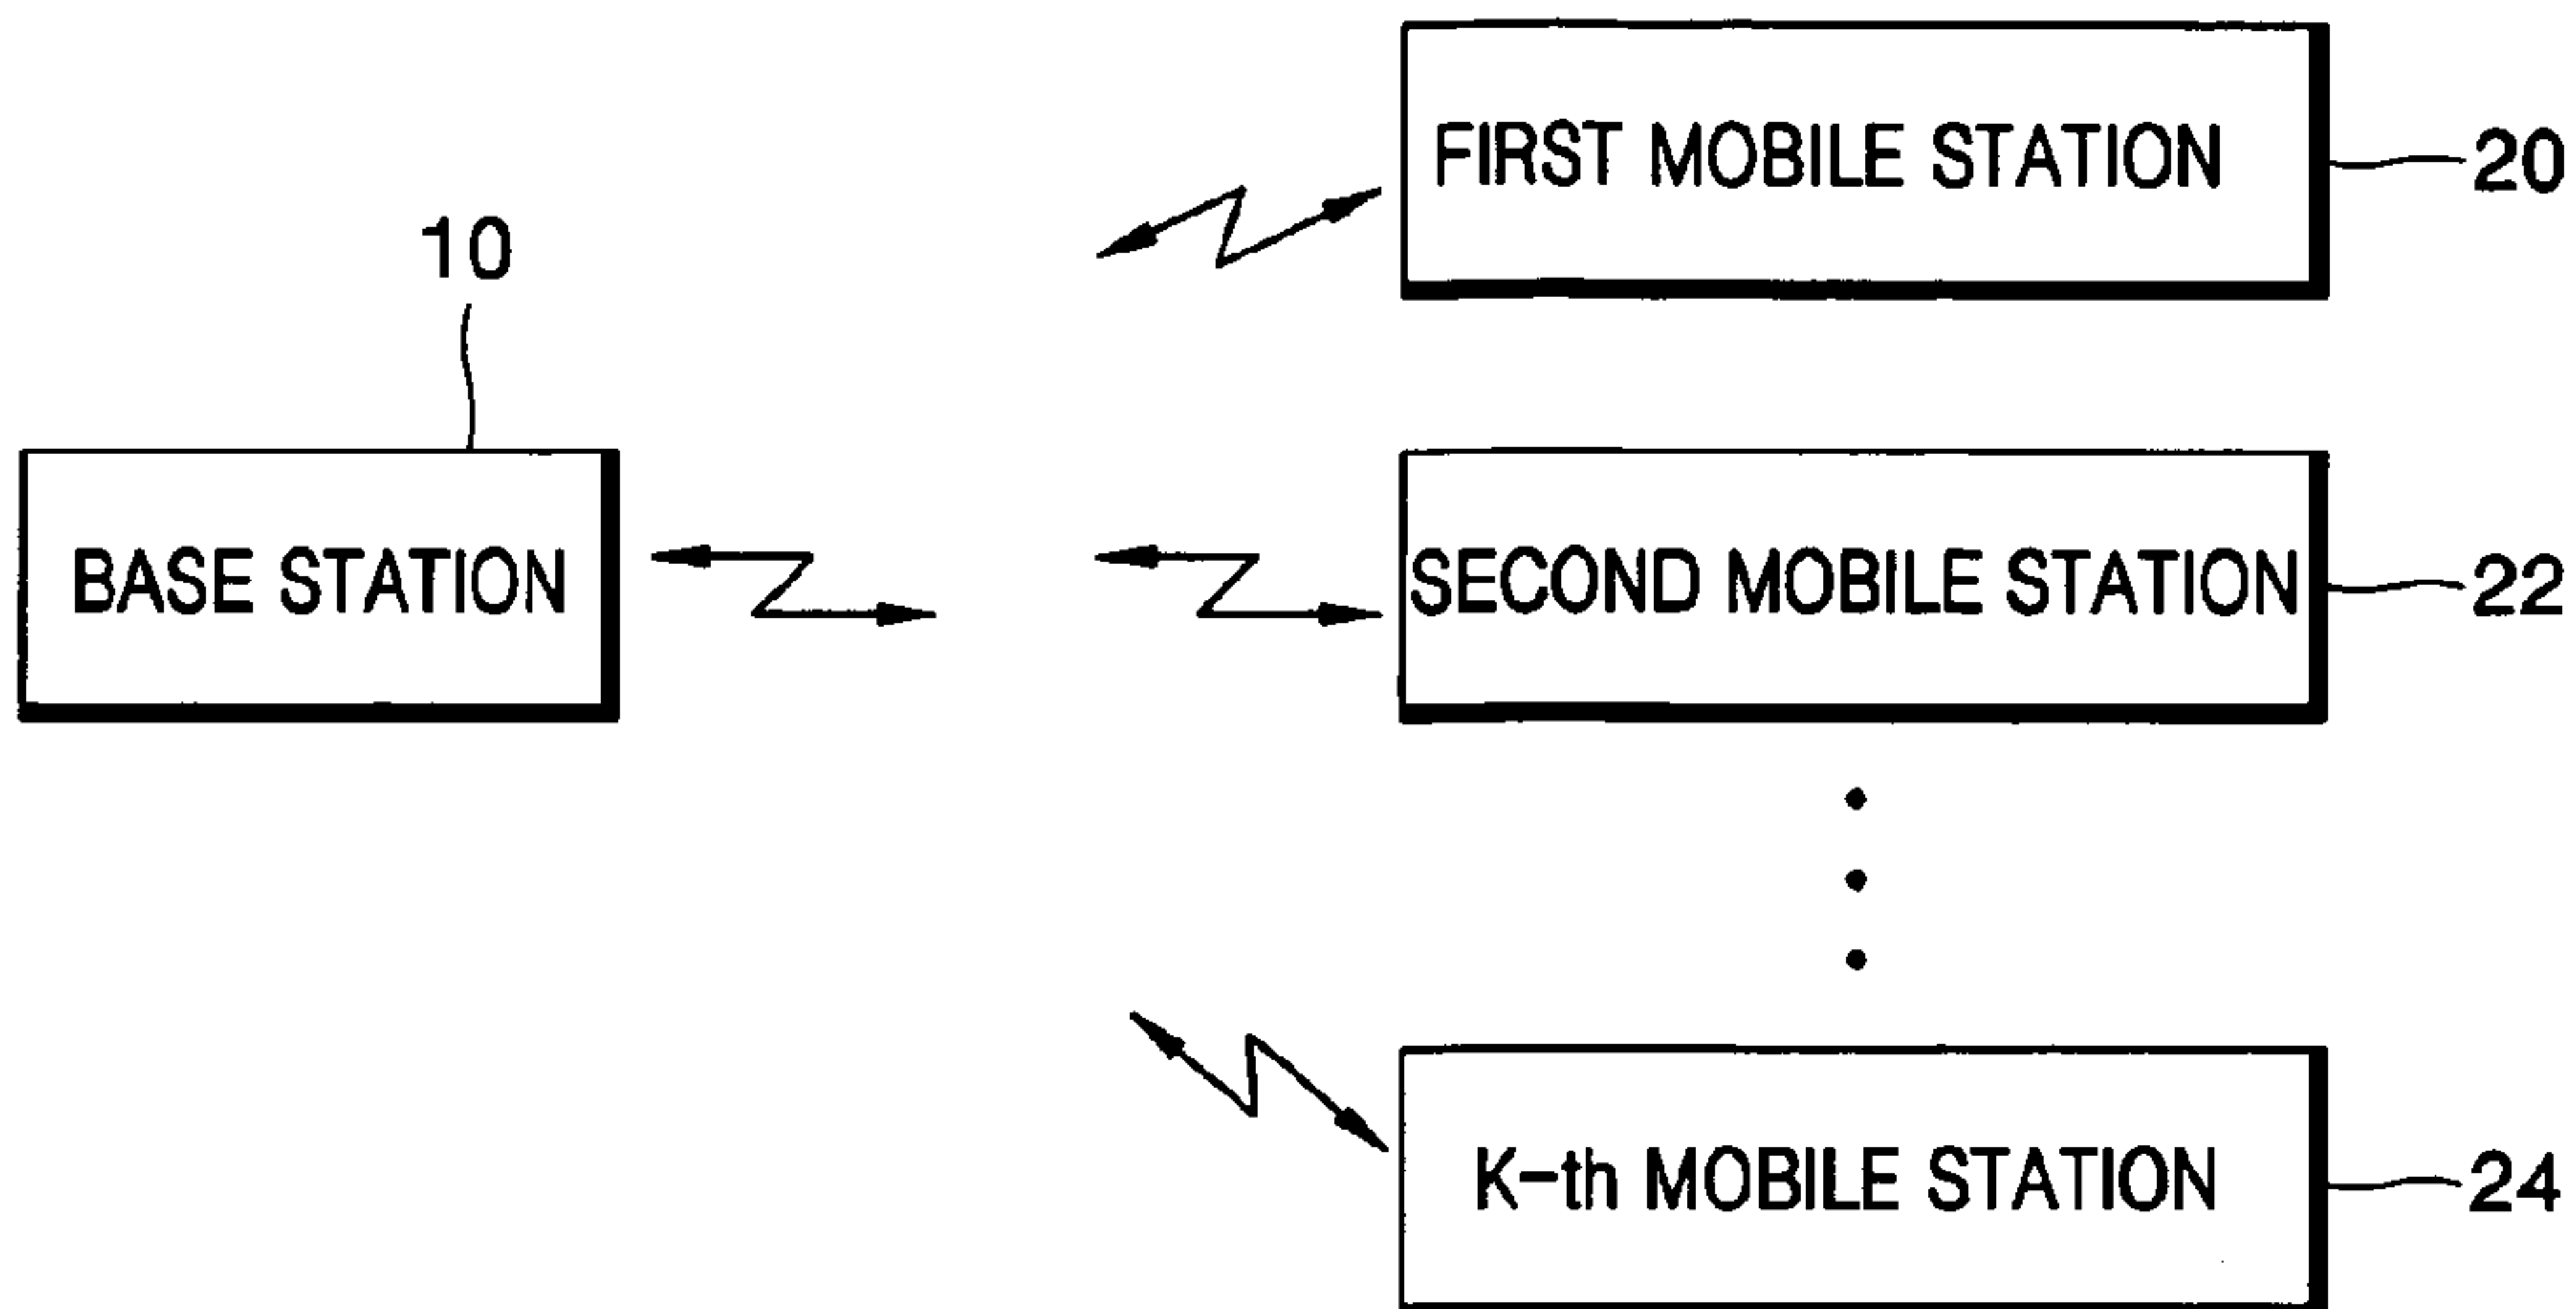 FIRST MOBILE STATION
20
10
BASE STATION
SECOND MOBILE STATION
22
K-th MOBILE STATION
24